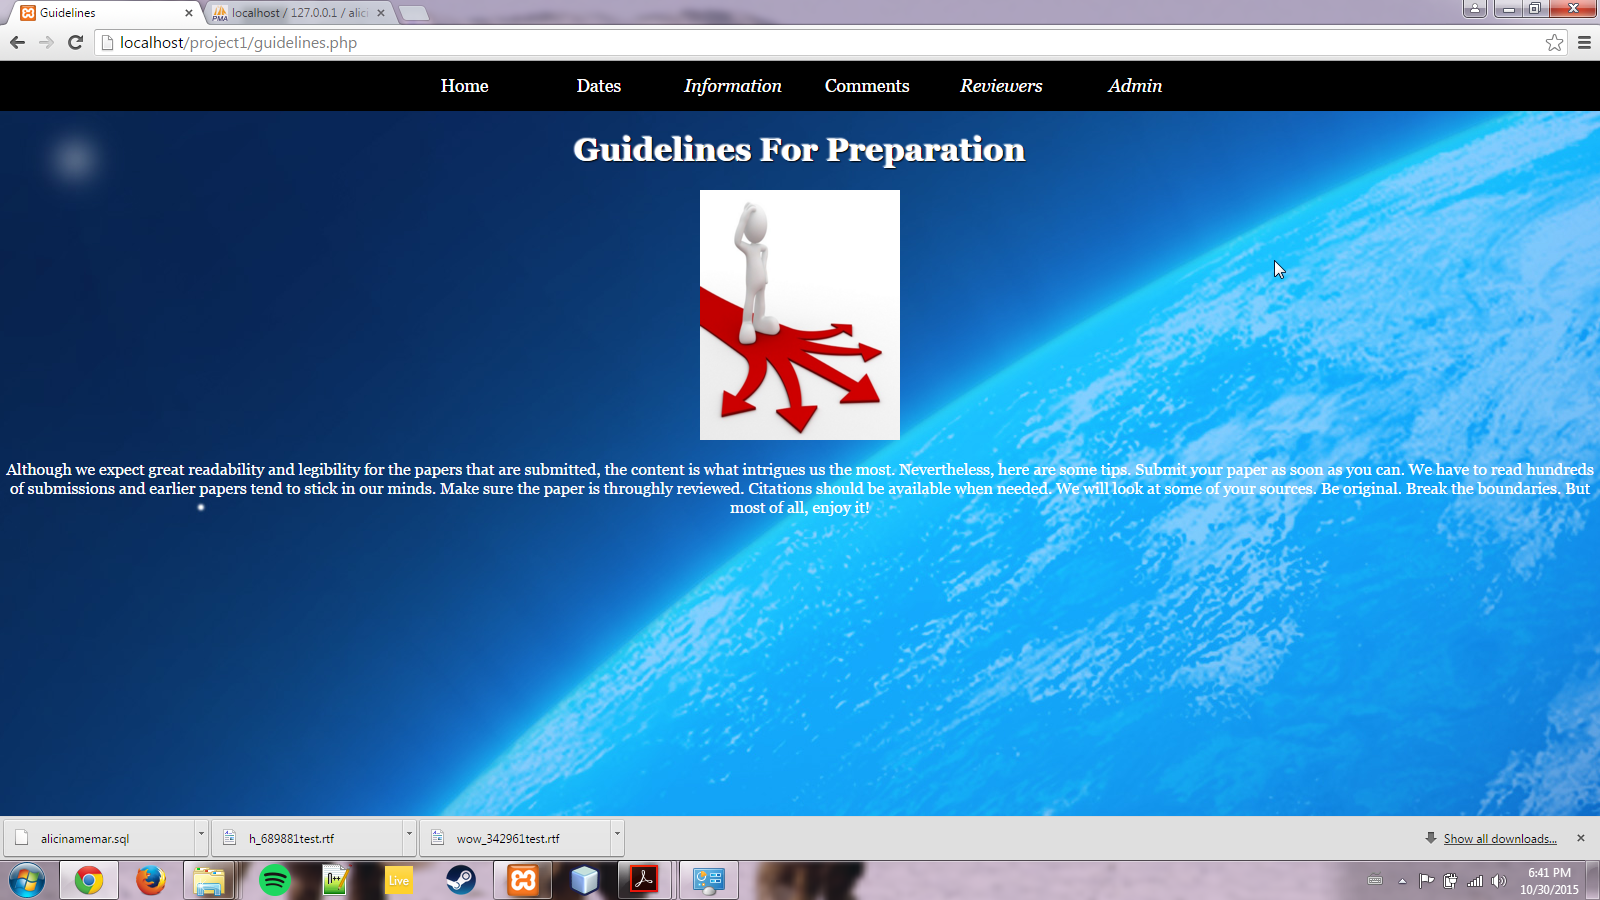 Guidelines
localhost / 127.0.0.1 / alici
localhost/project1/guidelines.php
Home Dates Information Comments Reviewers Admin
Guidelines For Preparation
Although we expect great readability and legibility for the papers that are submitted, the content is what intrigues us the most. Nevertheless, here are some tips. Submit your paper as soon as you can. We have to read hundreds
of submissions and earlier papers tend to stick in our minds. Make sure the paper is throughly reviewed. Citations should be available when needed. We will look at some of your sources. Be original. Break the boundaries. But
most of all, enjoy it!
alicinamemar.sql
h_689881test.rtf
wow_342961test.rtf
Show all downloads...
Live
6:41 PM
10/30/2015